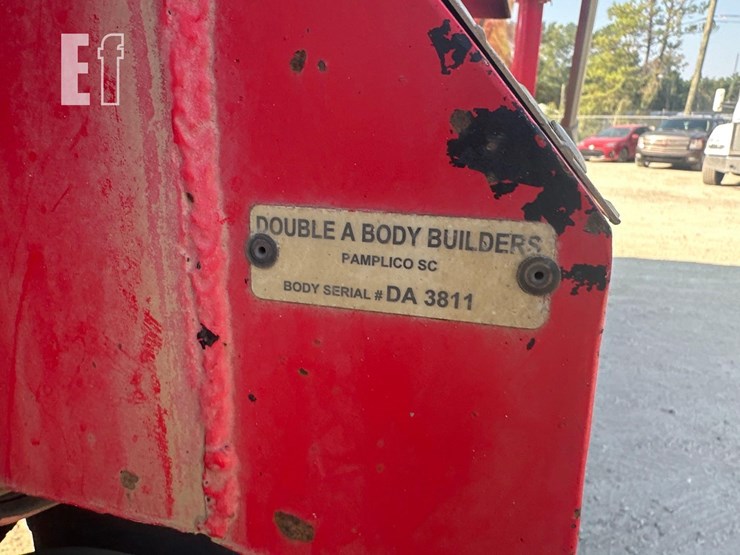 Ef
DOUBLE A BODY BUILDERS
PAMPLICO SC
BODY SERIAL # DA 3811